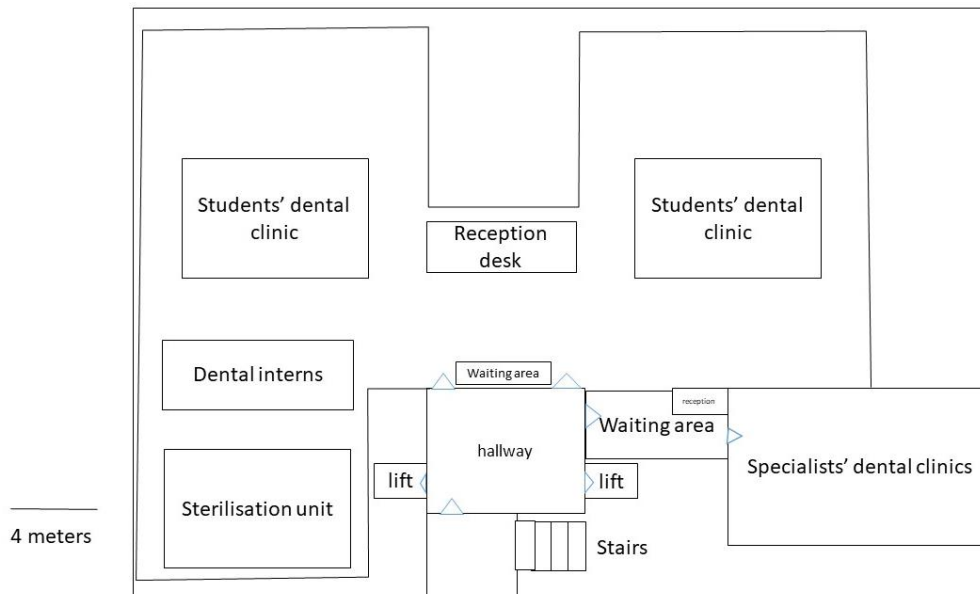 Students' dental
clinic
Students' dental
clinic
Reception
desk
Dental interns
Waiting area
reception
Waiting area
hallway
Specialists' dental clinics
lift
lift
Sterilisation unit
4 meters
Stairs